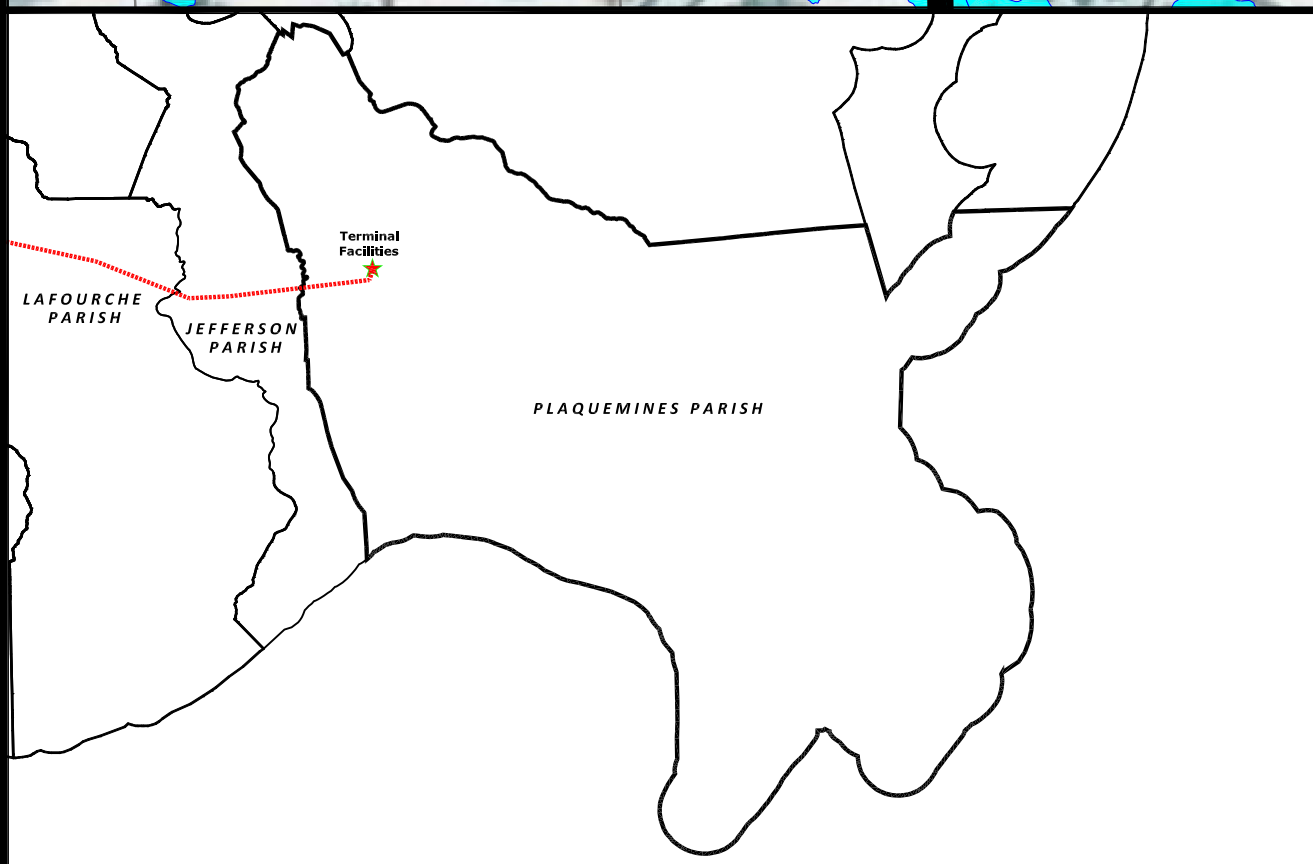 Terminal
Facilities
LAFOURCHE
PARISH
JEFFERSON
PARISH
PLAQUEMINES PARISH